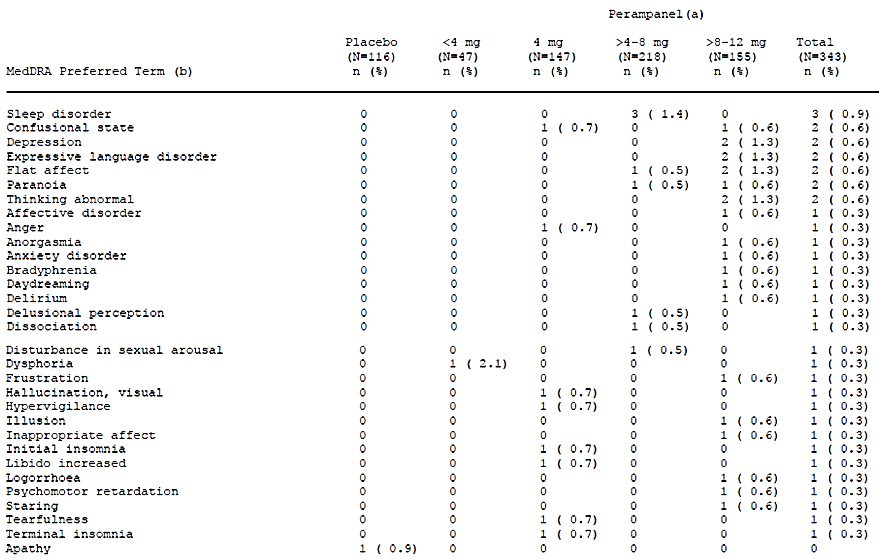 Perampanel(a)
Placebo <4 mg 4 mg >4-8 mg >8-12 mg Total
(N=116) (N=47) (N=147) (N=218) (N=155) (N=343)
MedDRA Preferred Term (b) n (%) n (%) n (%) n (%) n (%) n (%)
Sleep disorder 0 0 0 3 ( 1.4) 0 3 ( 0.9)
Confusional state 0 0 1 ( 0.7) 0 1 ( 0.6) 2 ( 0.6)
Depression 0 0 0 0 2 ( 1.3) 2 ( 0.6)
Expressive language disorder 0 0 0 0 2 ( 1.3) 2 ( 0.6)
Flat affect 0 0 0 1 ( 0.5) 2 ( 1.3) 2 ( 0.6)
Paranoia 0 0 0 1 ( 0.5) 1 ( 0.6) 2 ( 0.6)
Thinking abnormal 0 0 0 0 2 ( 1.3) 2 ( 0.6)
Affective disorder 0 0 0 0 1 ( 0.6) 1 ( 0.3)
Anger 0 0 1 ( 0.7) 0 0 1 ( 0.3)
Anorgasmia 0 0 0 0 1 ( 0.6) 1 ( 0.3)
Anxiety disorder 0 0 0 0 1 ( 0.6) 1 ( 0.3)
Bradyphrenia 0 0 0 0 1 ( 0.6) 1 ( 0.3)
Daydreaming 0 0 0 0 1 ( 0.6) 1 ( 0.3)
Delirium 0 0 0 0 1 ( 0.6) 1 ( 0.3)
Delusional perception 0 0 0 1 ( 0.5) 0 1 ( 0.3)
Dissociation 0 0 0 1 ( 0.5) 0 1 ( 0.3)
Disturbance in sexual arousal 0 0 0 1 ( 0.5) 0 1 ( 0.3)
Dysphoria 0 1 ( 2.1) 0 0 0 1 ( 0.3)
Frustration 0 0 0 0 1 ( 0.6) 1 ( 0.3)
Hallucination, visual 0 0 1 ( 0.7) 0 0 1 ( 0.3)
Hypervigilance 0 0 1 ( 0.7) 0 0 1 ( 0.3)
Illusion 0 0 0 0 1 ( 0.6) 1 ( 0.3)
Inappropriate affect 0 0 0 0 1 ( 0.6) 1 ( 0.3)
Initial insomnia 0 0 1 ( 0.7) 0 0 1 ( 0.3)
Libido increased 0 0 1 ( 0.7) 0 0 1 ( 0.3)
Logorrhoea 0 0 0 0 1 ( 0.6) 1 ( 0.3)
Psychomotor retardation 0 0 0 0 1 ( 0.6) 1 ( 0.3)
Staring 0 0 0 0 1 ( 0.6) 1 ( 0.3)
Tearfulness 0 0 1 ( 0.7) 0 0 1 ( 0.3)
Terminal insomnia 0 0 1 ( 0.7) 0 0 1 ( 0.3)
Apathy 1 ( 0.9) 0 0 0 0 0